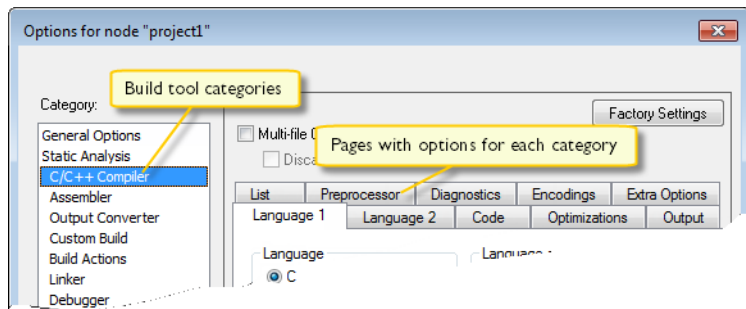 Options for node "project1"
Build tool categories
Category:
Factory Settings
General Options
Static Analysis
C/C++ Compiler
Assembler
Output Converter
Custom Build
Build Actions
Linker
Debugger
Multi-file
Pages with options for each category
List Preprocessor Diagnostics Encodings Extra Options
Language 1 Language 2 Code Optimizations Output
Language
C